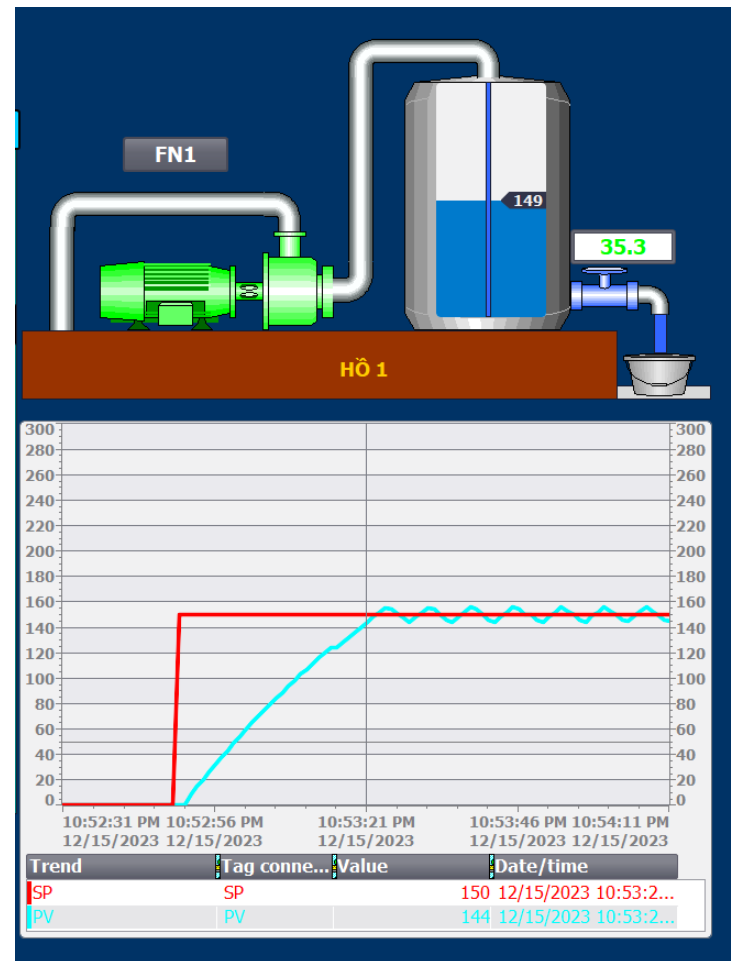 FN1
149
35.3
HỒ 1
300 300
280 280
260 260
240 240
220 220
200 200
180 180
160 160
140 140
120 120
100 100
80 80
60 60
40 40
20 20
0 0
10:52:31 PM 10:52:56 PM 10:53:21 PM 10:53:46 PM 10:54:11 PM
12/15/2023 12/15/2023 12/15/2023 12/15/2023 12/15/2023
Trend Tag conne... Value Date/time
SP SP 150 12/15/2023 10:53:2...
PV PV 144 12/15/2023 10:53:2...